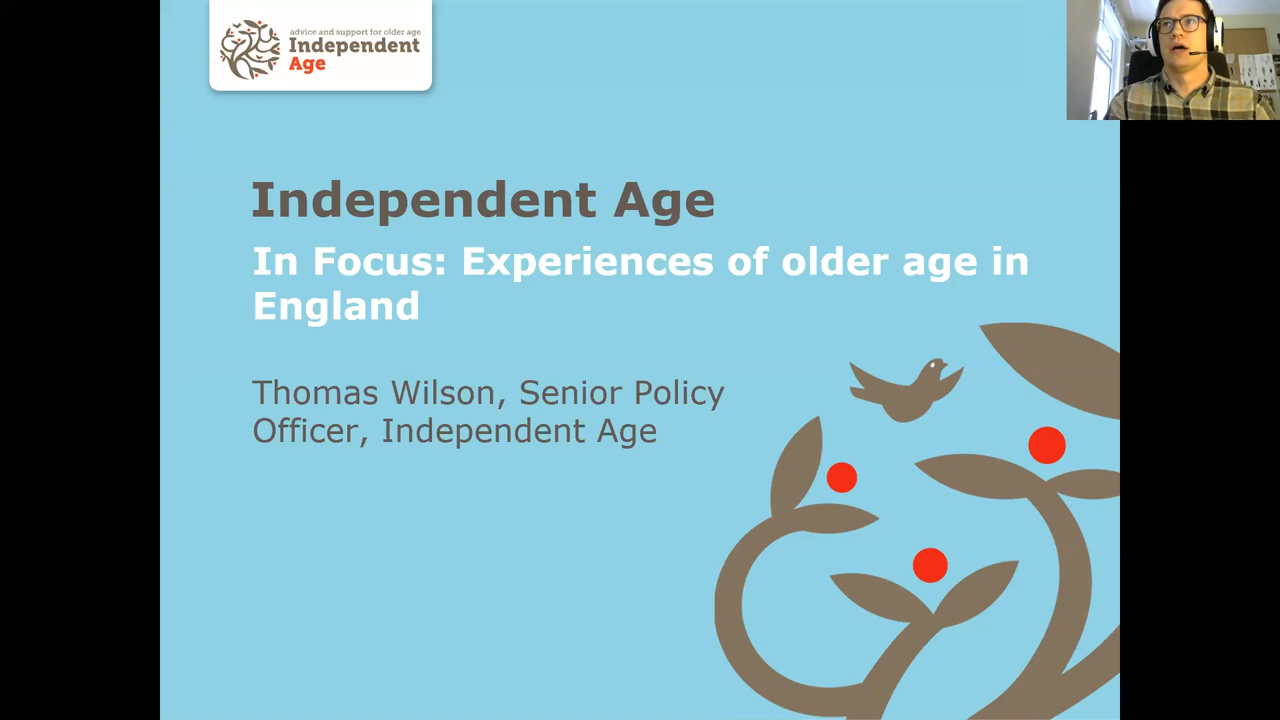 advice and support for older age
Independent
Age
Independent Age
In Focus: Experiences of older age in
England
Thomas Wilson, Senior Policy
Officer, Independent Age